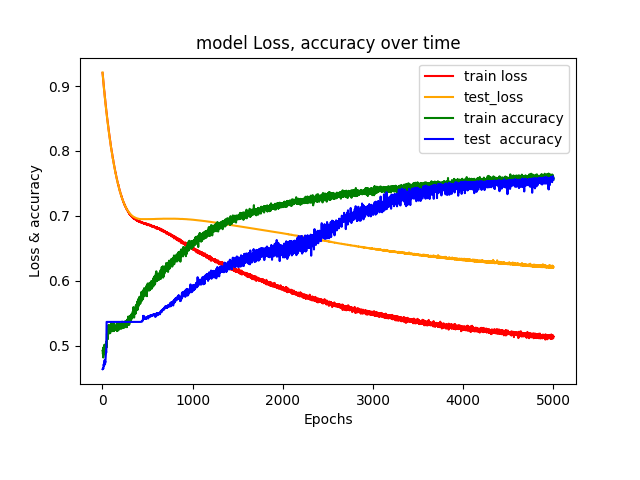 model Loss, accuracy over time
train loss
test_loss
train accuracy
test  accuracy
Loss & accuracy
0.9
0.8
0.7
0.6
0.5
0 1000 2000 3000 4000 5000
Epochs